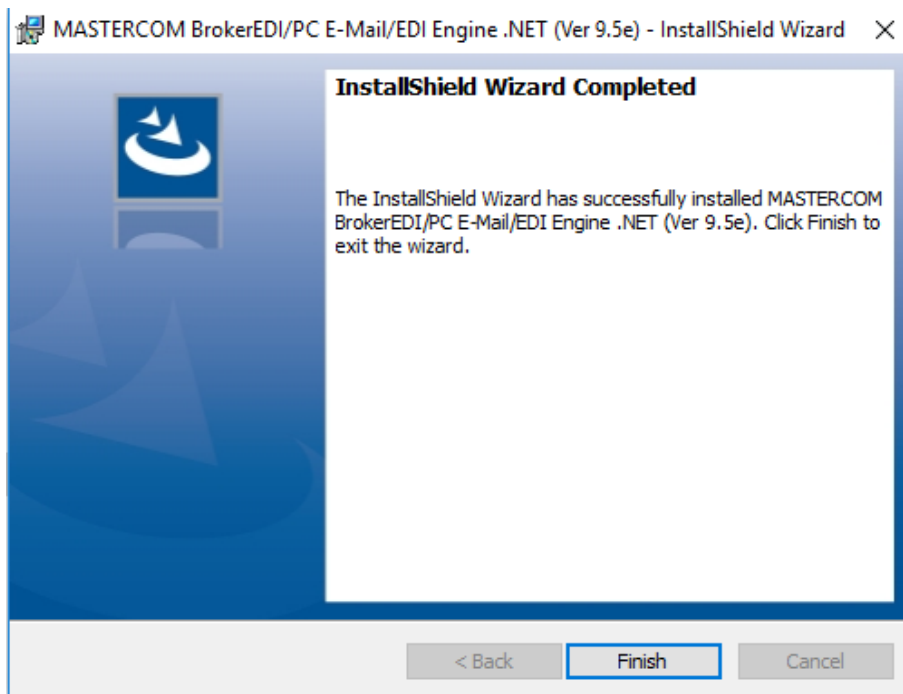 MASTERCOM BrokerEDI/PC E-Mail/EDI Engine .NET (Ver 9.5e) - InstallShield Wizard
InstallShield Wizard Completed
The InstallShield Wizard has successfully installed MASTERCOM
BrokerEDI/PC E-Mail/EDI Engine .NET (Ver 9.5e). Click Finish to
exit the wizard.
< Back Finish Cancel